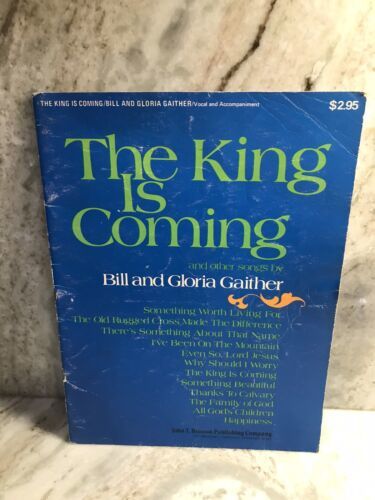 THE KING IS COMING/BILL AND GLORIA GAITHER/Vocal and Accompaniment $2.95
The King
Is
Coming
and other songs by
Bill and Gloria Gaither
Something Worth Living For
The Old Rugged Cross Made The Difference
There's Something About That Name
I've Been On The Mountain
Even So, Lord Jesus
Why Should I Worry
The King Is Coming
Something Beautiful
Thanks To Calvary
The Family of God
All God's Children
Happiness
John T. Benson Publishing Company